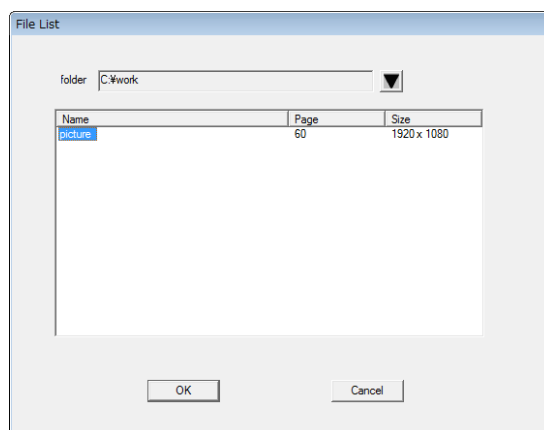 File List
folder C:¥work
Name Page Size
picture 60 1920 x 1080
OK Cancel